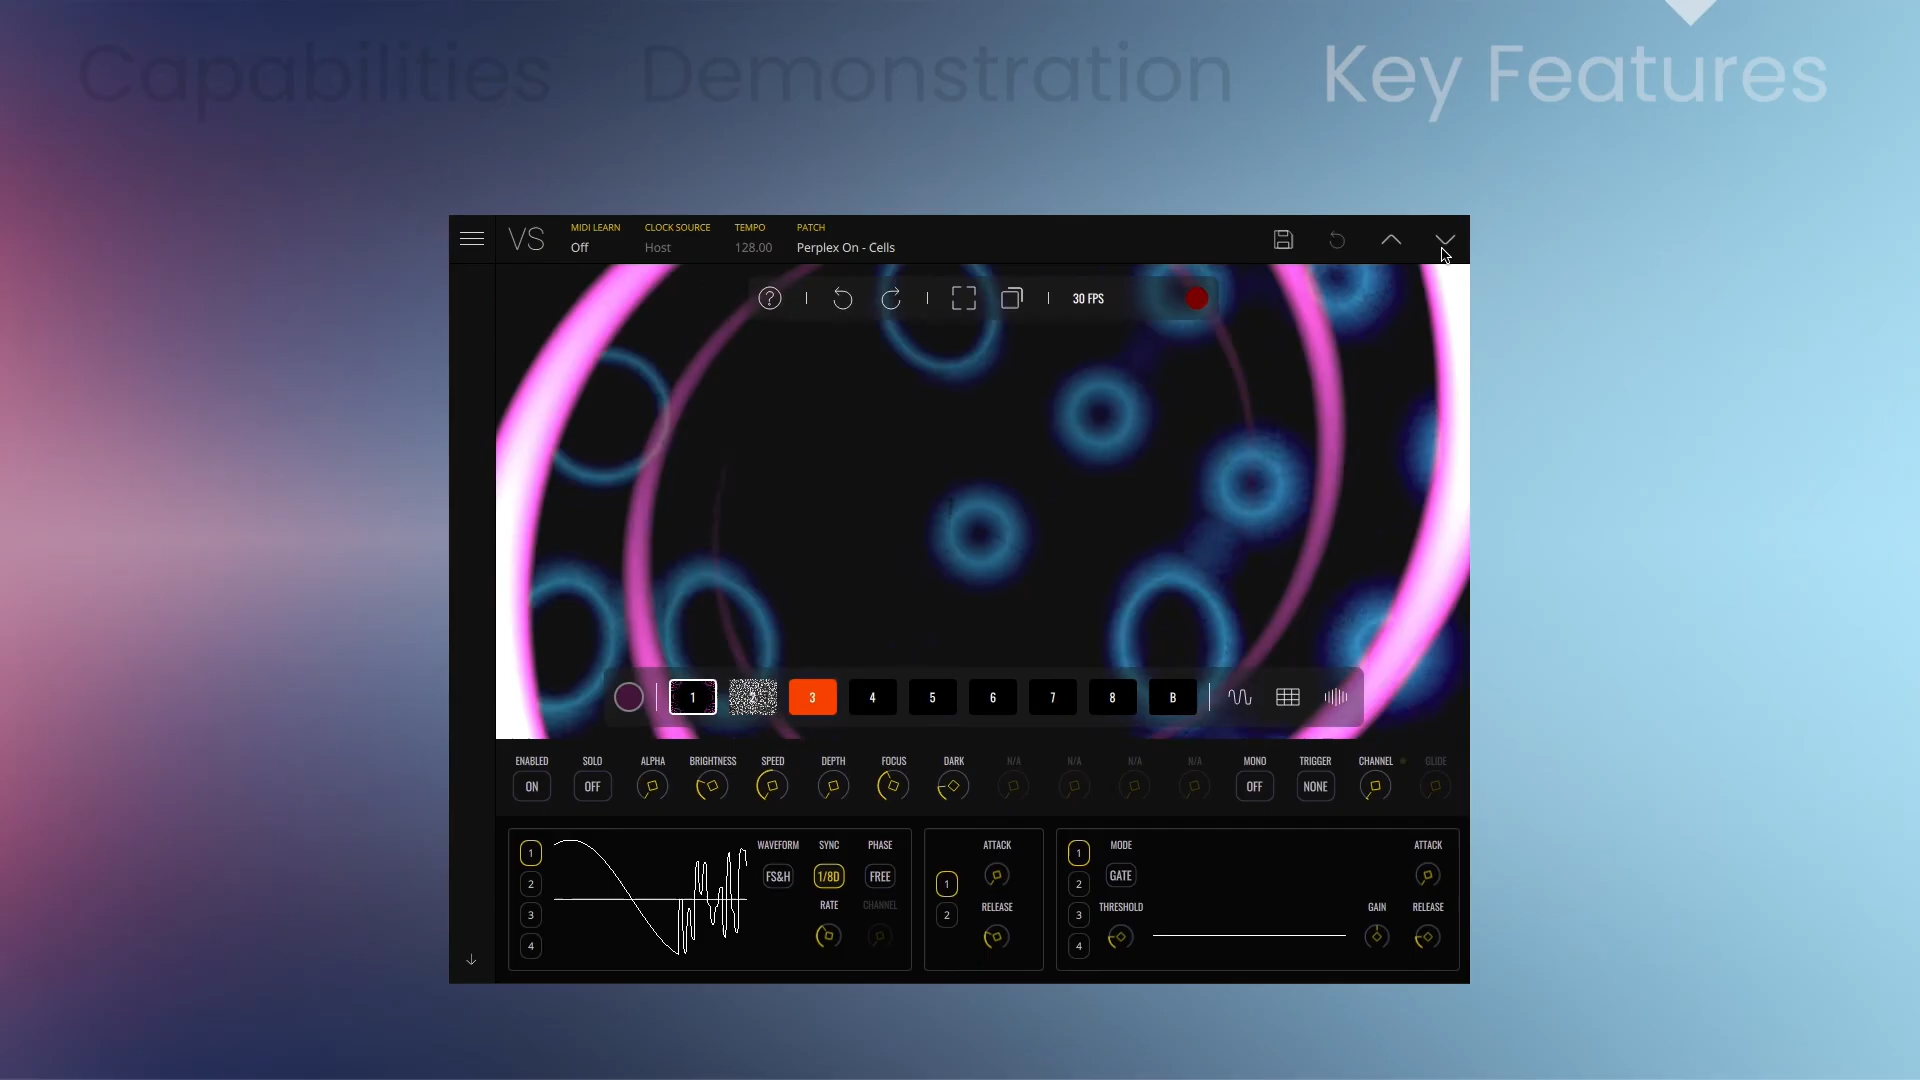 Capabilities Demonstration Key Features
VS
MIDI LEARN CLOCK SOURCE TEMPO PATCH
Off Host 128.00 Perplex On - Cells
? 30 FPS
1 2 3 4 5 6 7 8 B
ENABLED SOLO ALPHA BRIGHTNESS SPEED DEPTH FOCUS DARK N/A N/A N/A N/A MONO TRIGGER CHANNEL GLIDE
ON OFF OFF NONE
1 WAVEFORM SYNC PHASE ATTACK 1 MODE ATTACK
2 FS&H 1/8D FREE 1 2 GATE
3 RATE CHANNEL 2 RELEASE 3 THRESHOLD GAIN RELEASE
4 4